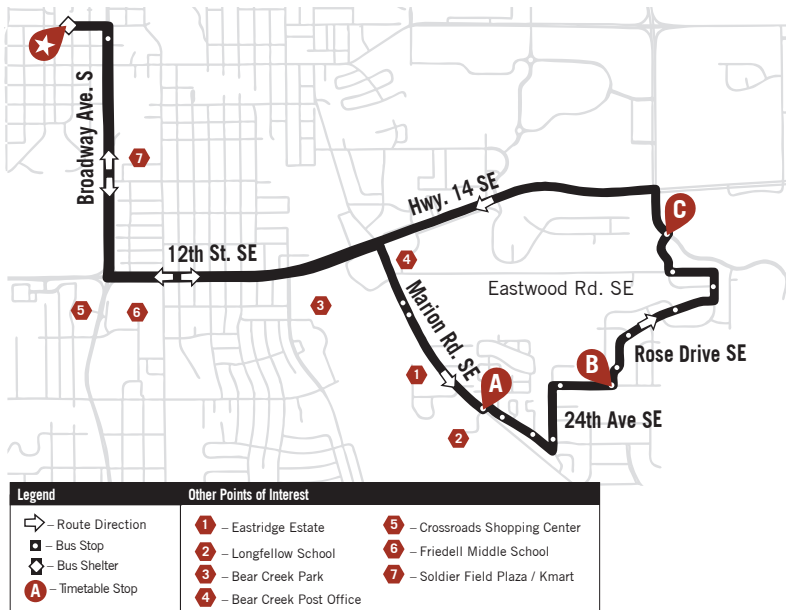 Broadway Ave. S
7
12th St. SE
Hwy. 14 SE
C
4
Eastwood Rd. SE
5
6
3
Marion Rd. SE
Rose Drive SE
1
A
B
24th Ave SE
2
Legend
Other Points of Interest
– Route Direction
– Bus Stop
– Bus Shelter
A – Timetable Stop
1 – Eastridge Estate
2 – Longfellow School
3 – Bear Creek Park
4 – Bear Creek Post Office
5 – Crossroads Shopping Center
6 – Friedell Middle School
7 – Soldier Field Plaza / Kmart